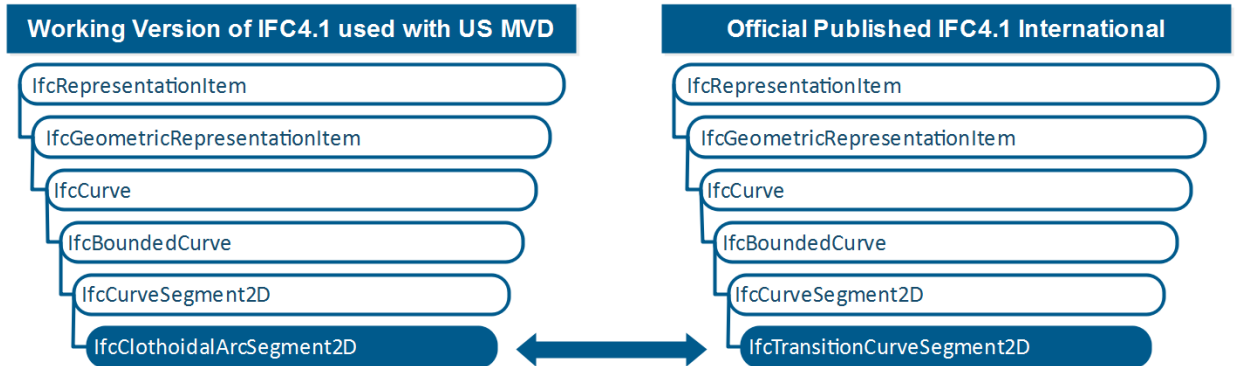 Working Version of IFC4.1 used with US MVD
IfcRepresentationItem
IfcGeometricRepresentationItem
IfcCurve
IfcBoundedCurve
IfcCurveSegment2D
IfcClothoidalArcSegment2D
Official Published IFC4.1 International
IfcRepresentationItem
IfcGeometricRepresentationItem
IfcCurve
IfcBoundedCurve
IfcCurveSegment2D
IfcTransitionCurveSegment2D